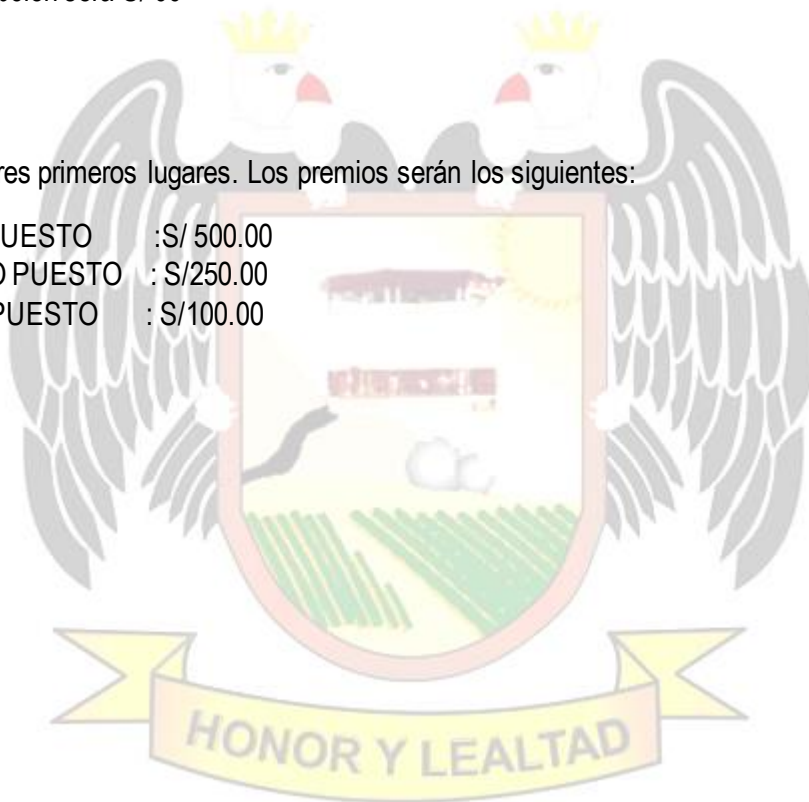 res primeros lugares. Los premios serán los siguientes:
UESTO :S/ 500.00
O PUESTO : S/250.00
PUESTO : S/100.00
HONOR Y LEALTAD